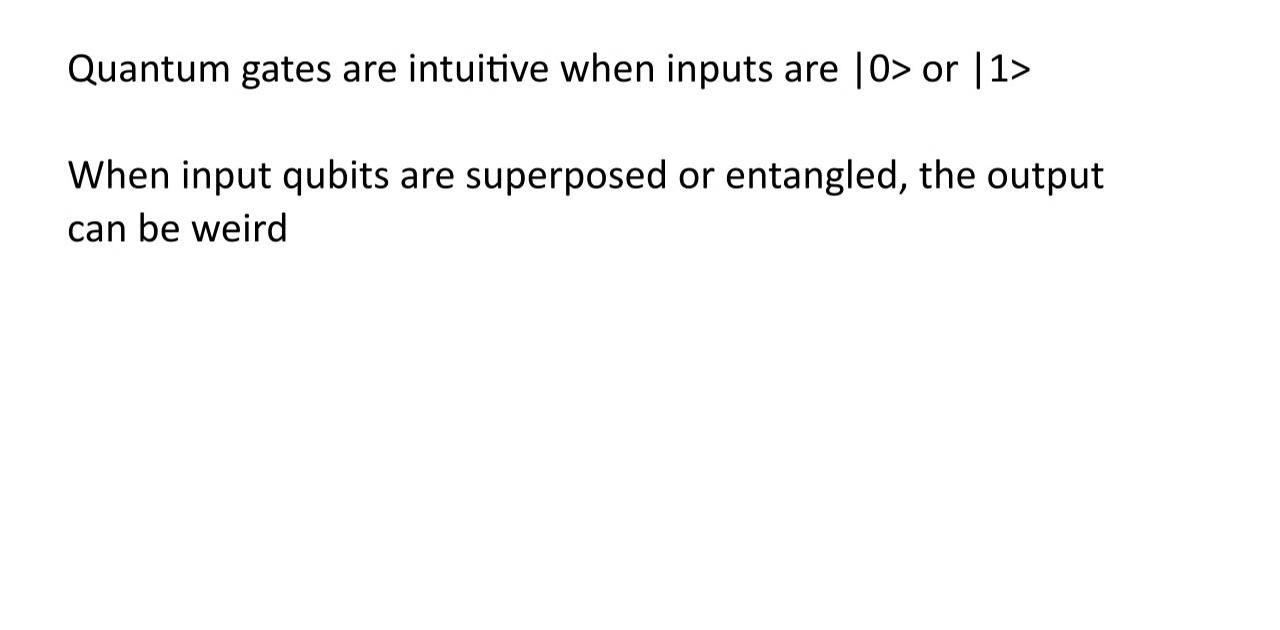 Quantum gates are intuitive when inputs are |0> or |1>
When input qubits are superposed or entangled, the output
can be weird